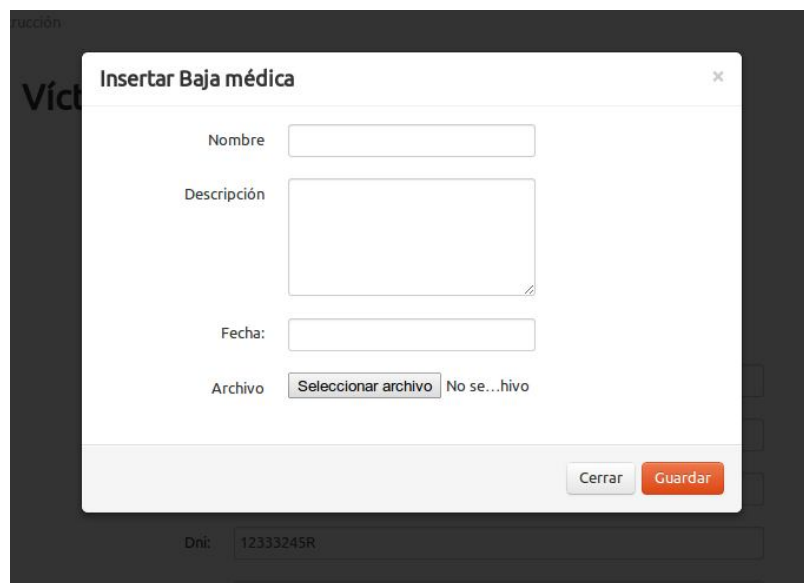 rucción
Insertar Baja médica ×
Víct
Nombre
Descripción
Fecha:
Archivo Seleccionar archivo No se...hivo
Cerrar Guardar
Dni: 12333245R